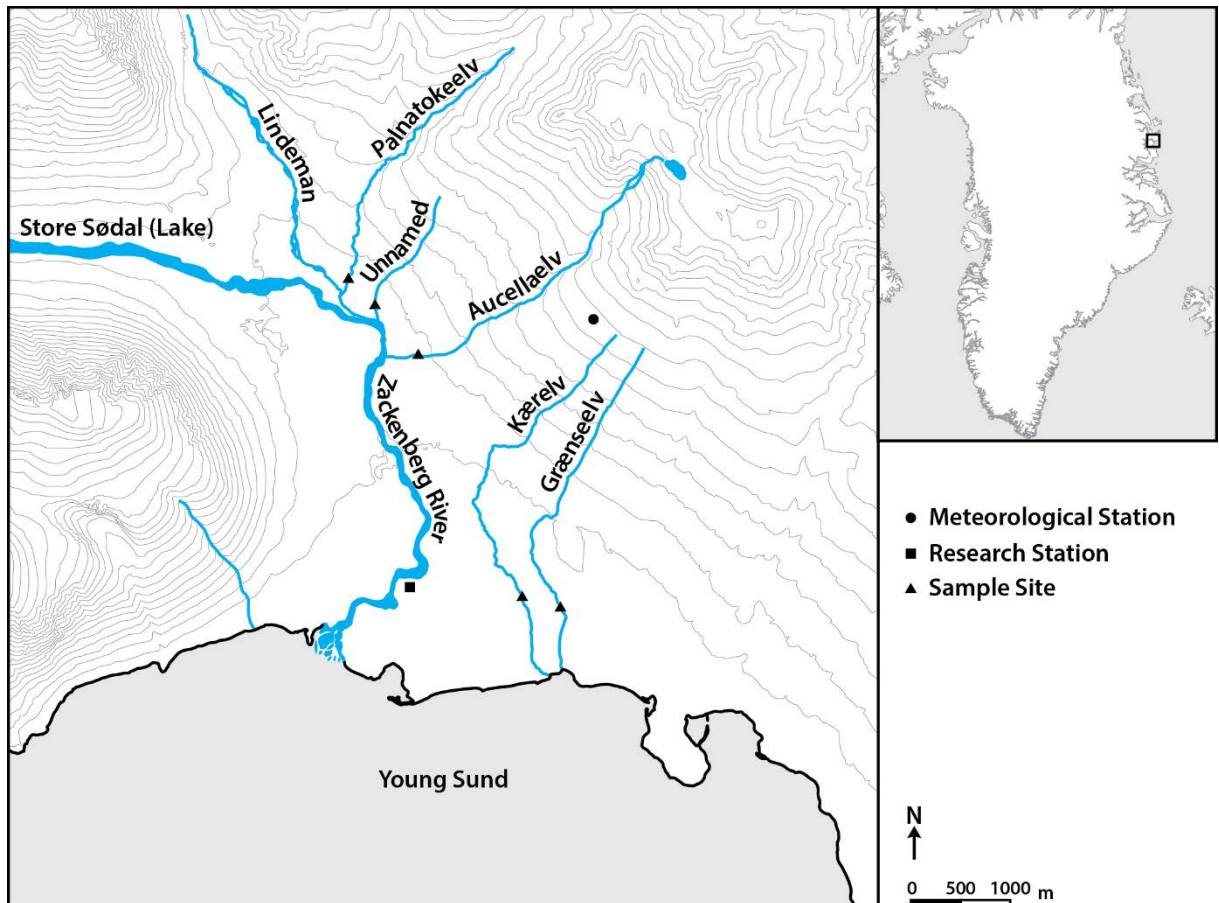 Lindeman
Palnatokeelv
Store Sødal (Lake)
Unnamed
Aucellaelv
Zackenberg River
Kærelv
Grænseelv
Young Sund
Meteorological Station
Research Station
Sample Site
N
0 500 1000 m